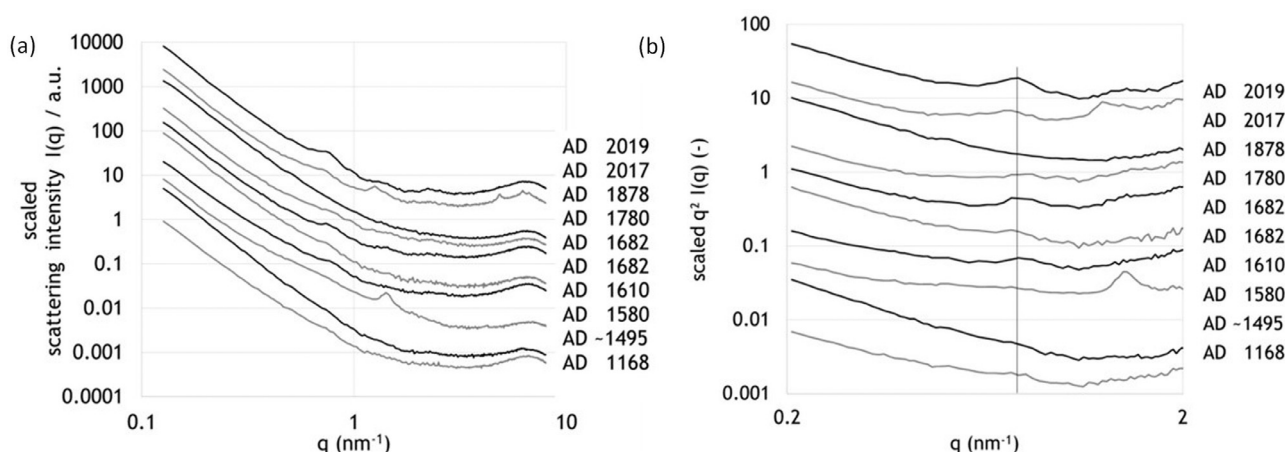 (a)
scaled
scattering intensity I(q) / a.u.
10000
1000
100
10
1
0.1
0.01
0.001
0.0001
0.1
1
10
q (nm⁻¹)
AD 2019
AD 2017
AD 1878
AD 1780
AD 1682
AD 1682
AD 1610
AD 1580
AD ~1495
AD 1168
(b)
scaled q² I(q) (-)
100
10
1
0.1
0.01
0.001
0.2
2
q (nm⁻¹)
AD 2019
AD 2017
AD 1878
AD 1780
AD 1682
AD 1682
AD 1610
AD 1580
AD ~1495
AD 1168